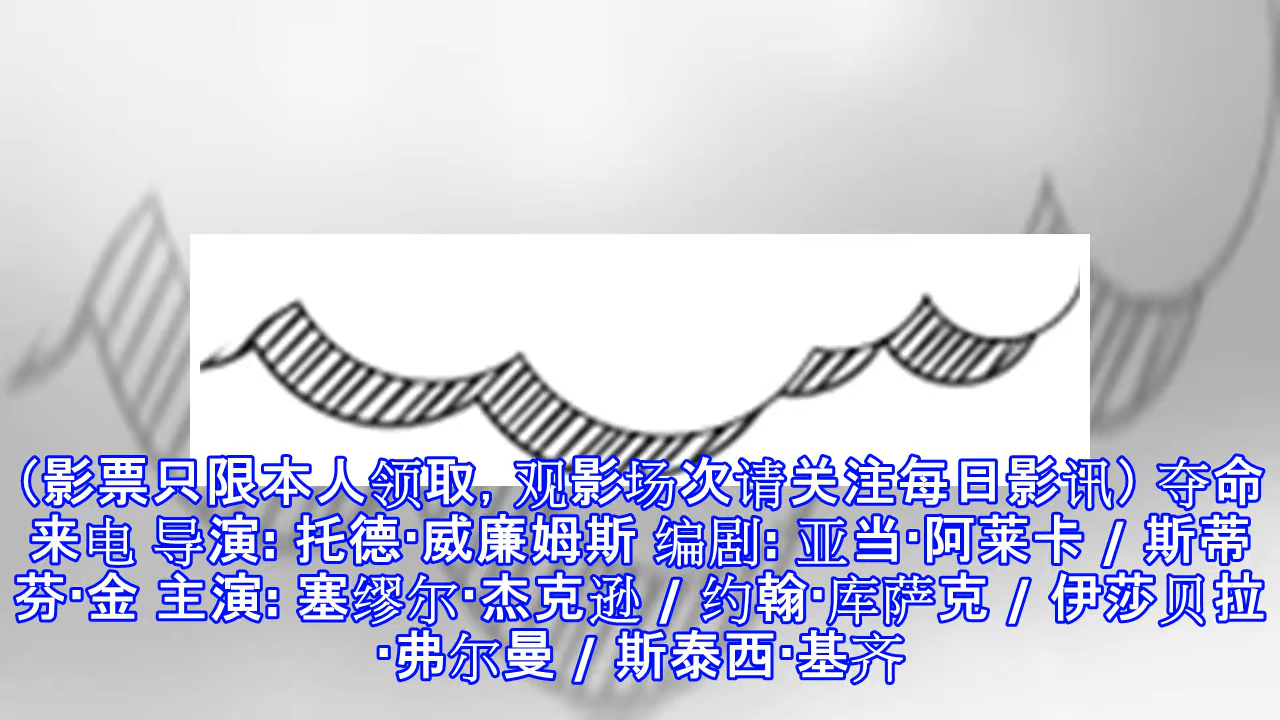 （影票只限本人领取, 观影场次请关注每日影讯）夺命
来电 导演: 托德·威廉姆斯 编剧: 亚当·阿莱卡 / 斯蒂
芬·金 主演: 塞缪尔·杰克逊 / 约翰·库萨克 / 伊莎贝拉
·弗尔曼 / 斯泰西·基齐